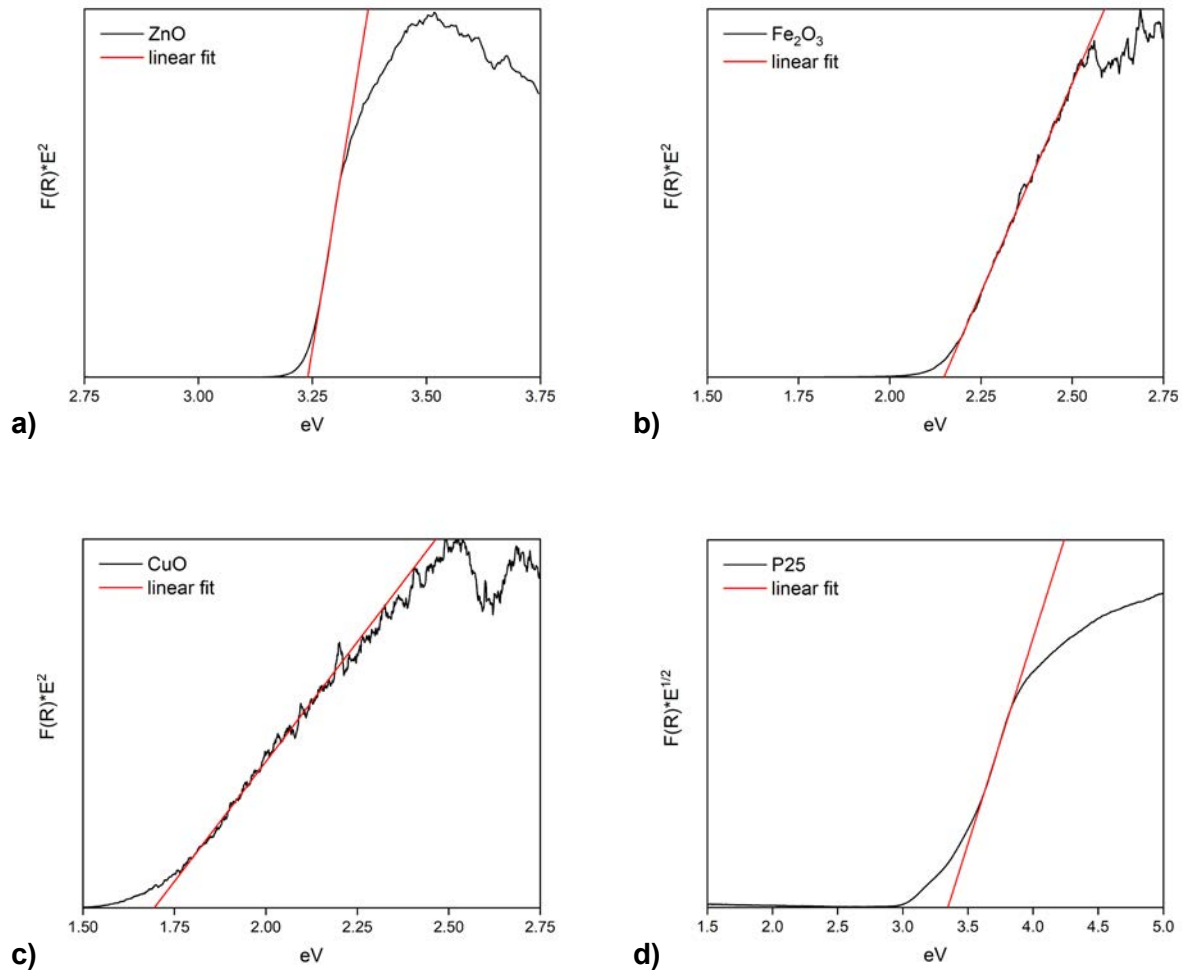 ZnO
linear fit
F(R)*E²
2.75 3.00 3.25 3.50 3.75
eV
a)
Fe₂O₃
linear fit
F(R)*E²
1.50 1.75 2.00 2.25 2.50 2.75
eV
b)
CuO
linear fit
F(R)*E²
1.50 1.75 2.00 2.25 2.50 2.75
eV
c)
P25
linear fit
F(R)*E¹/²
1.5 2.0 2.5 3.0 3.5 4.0 4.5 5.0
eV
d)